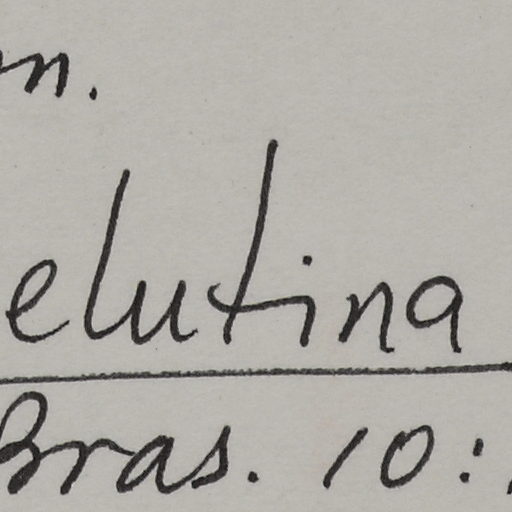 n.
elutina
Bras. 10: